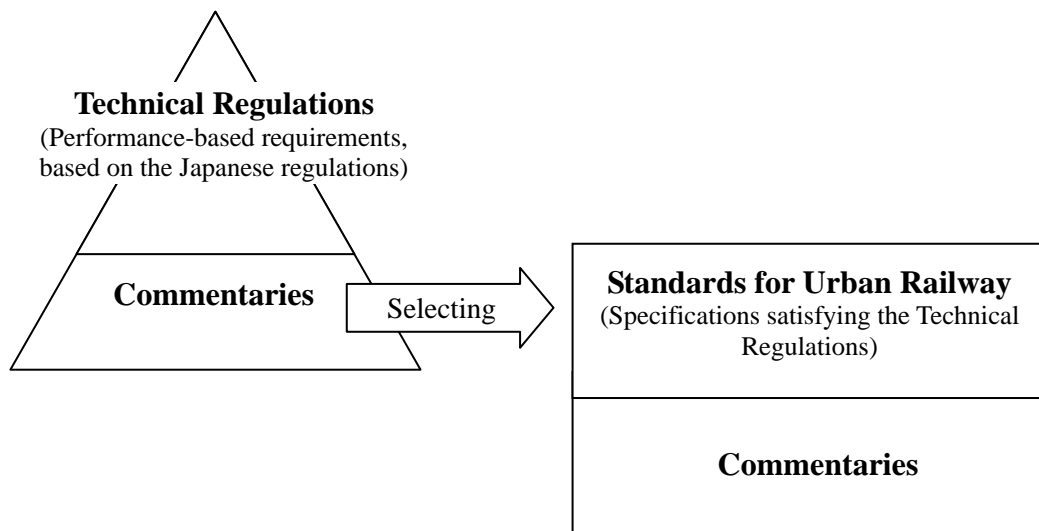 Technical Regulations
(Performance-based requirements,
based on the Japanese regulations)
Commentaries
Selecting
Standards for Urban Railway
(Specifications satisfying the Technical
Regulations)
Commentaries